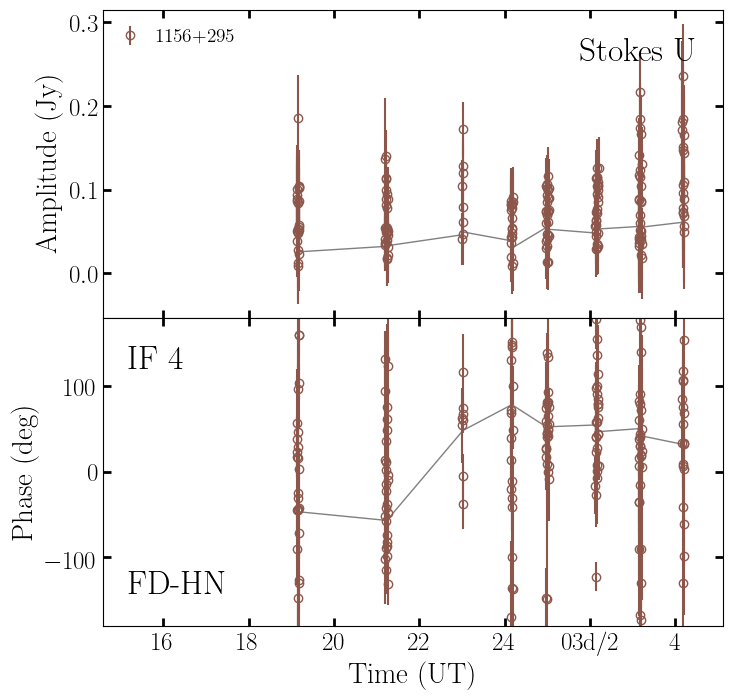 1156+295
Stokes U
0.3
0.2
0.1
0.0
Amplitude (Jy)
IF 4
100
0
−100
Phase (deg)
FD-HN
16 18 20 22 24 03d/2 4
Time (UT)